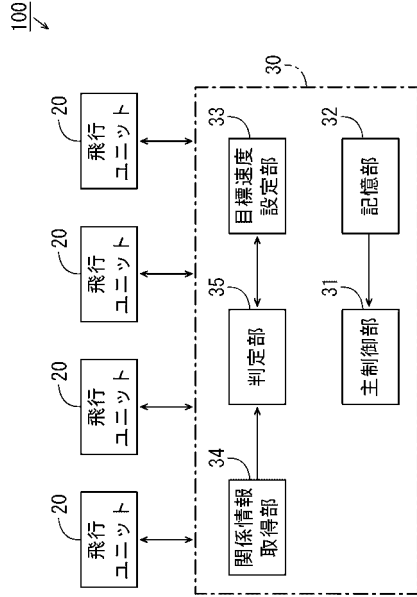 100
20
20
20
20
飛行
ユニット
飛行
ユニット
飛行
ユニット
飛行
ユニット
30
34
35
33
関係情報
取得部
判定部
目標速度
設定部
31
32
主制御部
記憶部